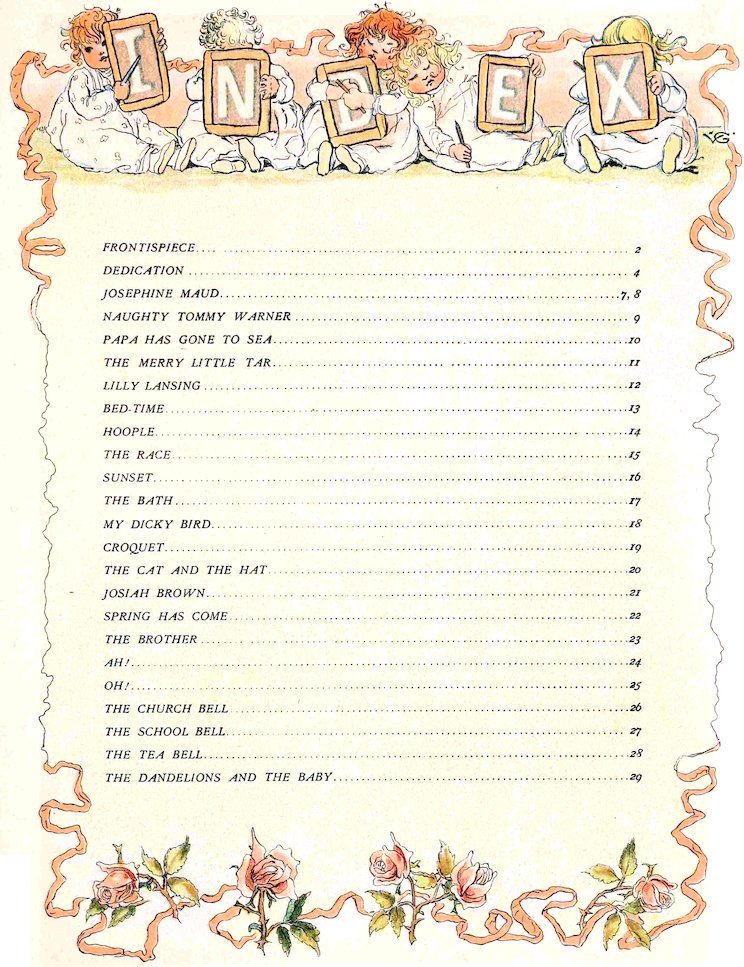 INDEX
FRONTISPIECE.... ........ 2
DEDICATION ........ 4
JOSEPHINE MAUD........ 7, 8
NAUGHTY TOMMY WARNER ........ 9
PAPA HAS GONE TO SEA........ 10
THE MERRY LITTLE TAR........ 11
LILLY LANSING ........ 12
BED-TIME........ 13
HOOPLE........ 14
THE RACE........ 15
SUNSET........ 16
THE BATH........ 17
MY DICKY BIRD........ 18
CROQUET........ 19
THE CAT AND THE HAT........ 20
JOSIAH BROWN........ 21
SPRING HAS COME........ 22
THE BROTHER ........ 23
AH!........ 24
OH!........ 25
THE CHURCH BELL........ 26
THE SCHOOL BELL........ 27
THE TEA BELL........ 28
THE DANDELIONS AND THE BABY........ 29